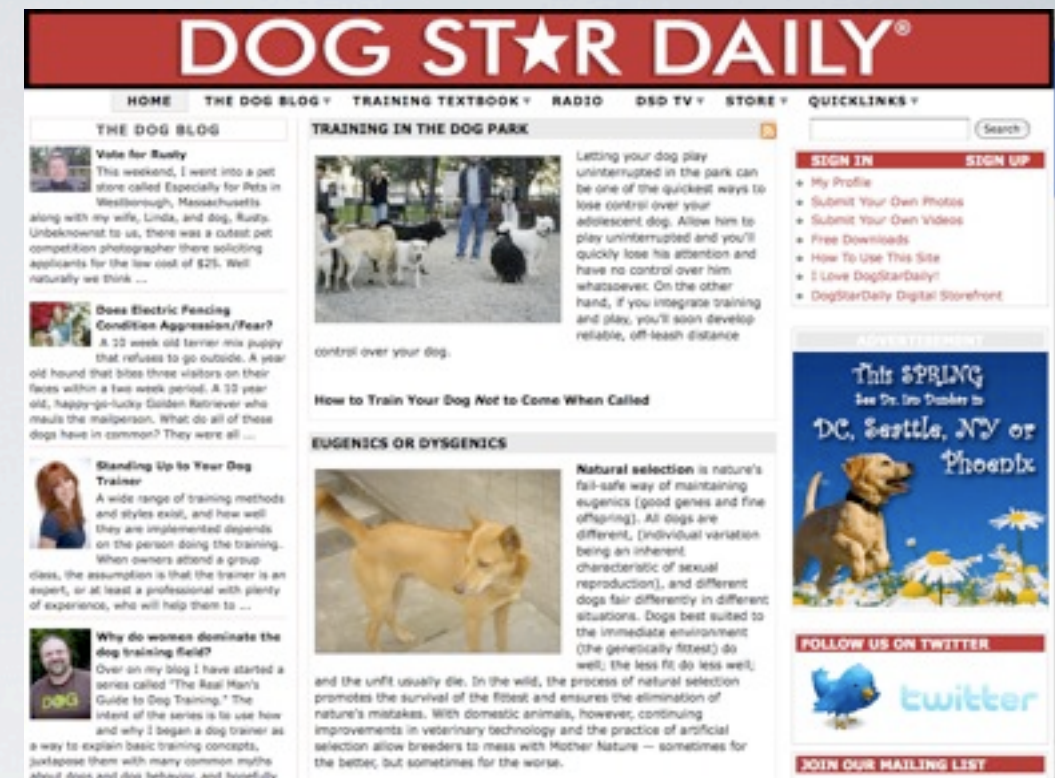 DOG STAR DAILY®
HOME THE DOG BLOG TRAINING TEXTBOOK RADIO DSD TV STORE QUICKLINKS
THE DOG BLOG
Vote for Rusty
This weekend, I went into a pet
store called Especially for Pets in
Westborough, Massachusetts
along with my wife, Linda, and dog, Rusty.
Unbeknownst to us, there was a cutest pet
competition photographer there soliciting
applicants for the low cost of $25. Well
naturally we think ...
Does Electric Fencing
Condition Aggression/Fear?
A 10 week old terrier mix puppy
that refuses to go outside. A year
old hound that bites three visitors on their
faces within a two week period. A 10 year
old, happy-go-lucky Golden Retriever who
mauls the mailperson. What do all of these
dogs have in common? They were all ...
Standing Up to Your Dog
Trainer
A wide range of training methods
and styles exist, and how well
they are implemented depends
on the person doing the training.
When owners attend a group
class, the assumption is that the trainer is an
expert, or at least a professional with plenty
of experience, who will help them to ...
Why do women dominate the
dog training field?
Over on my blog I have started a
series called "The Real Man's
Guide to Dog Training." The
intent of the series is to use how
and why I began a dog trainer as
a way to explain basic training concepts,
juxtapose them with many common myths
about dogs and dog behavior, and hopefully
DOG
TRAINING IN THE DOG PARK
Letting your dog play
uninterrupted in the park can
be one of the quickest ways to
lose control over your
adolescent dog. Allow him to
play uninterrupted and you'll
quickly lose his attention and
have no control over him
whatsoever. On the other
hand, if you integrate training
and play, you'll soon develop
reliable, off-leash distance
control over your dog.
How to Train Your Dog Not to Come When Called
EUGENICS OR DYSGENICS
Natural selection is nature's
fail-safe way of maintaining
eugenics (good genes and fine
offspring). All dogs are
different, (individual variation
being an inherent
characteristic of sexual
reproduction), and different
dogs fair differently in different
situations. Dogs best suited to
the immediate environment
(the genetically fittest) do
well; the less fit do less well;
and the unfit usually die. In the wild, the process of natural selection
promotes the survival of the fittest and ensures the elimination of
nature's mistakes. With domestic animals, however, continuing
improvements in veterinary technology and the practice of artificial
selection allow breeders to mess with Mother Nature — sometimes for
the better, but sometimes for the worse.
Search
SIGN IN SIGN UP
My Profile
Submit Your Own Photos
Submit Your Own Videos
Free Downloads
How To Use This Site
I Love DogStarDaily!
DogStarDaily Digital Storefront
ADVERTISEMENT
This SPRING
See Dr. Ian Dunbar in
DC, Seattle, NY or
Phoenix
FOLLOW US ON TWITTER
twitter
JOIN OUR MAILING LIST